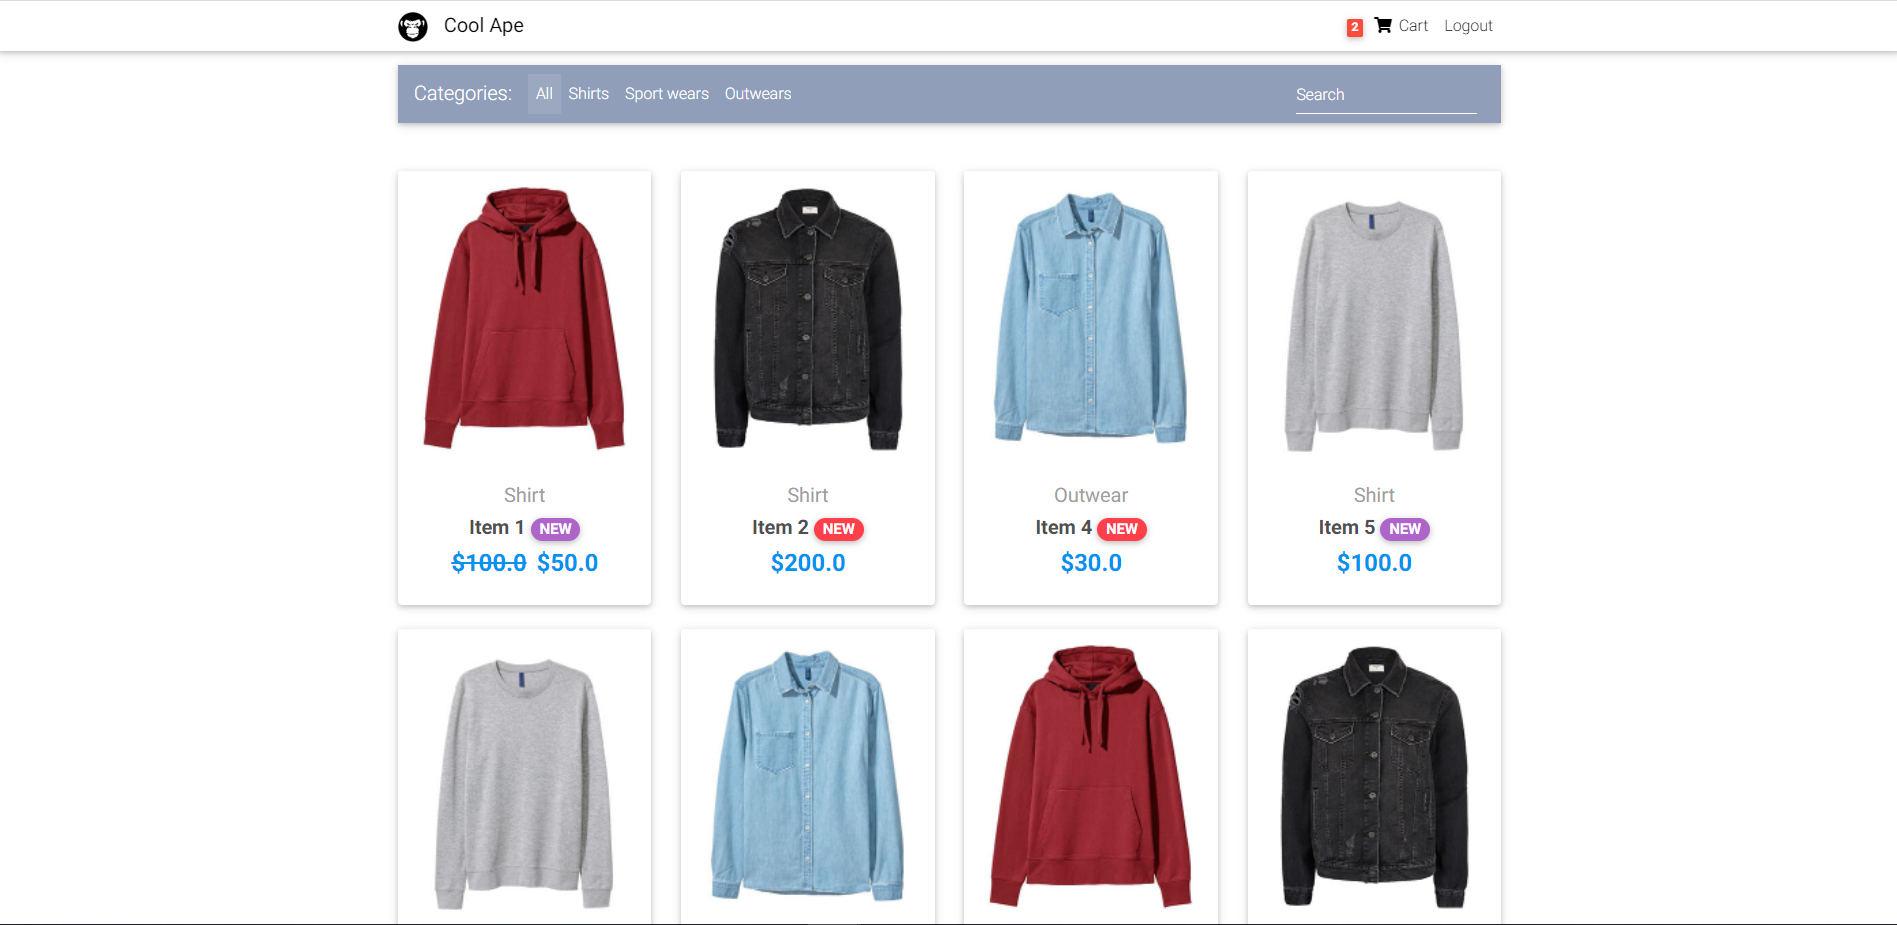 Cool Ape
2 Cart Logout
Categories: All Shirts Sport wears Outwears Search
Shirt
Item 1 NEW
$100.0 $50.0
Shirt
Item 2 NEW
$200.0
Outwear
Item 4 NEW
$30.0
Shirt
Item 5 NEW
$100.0